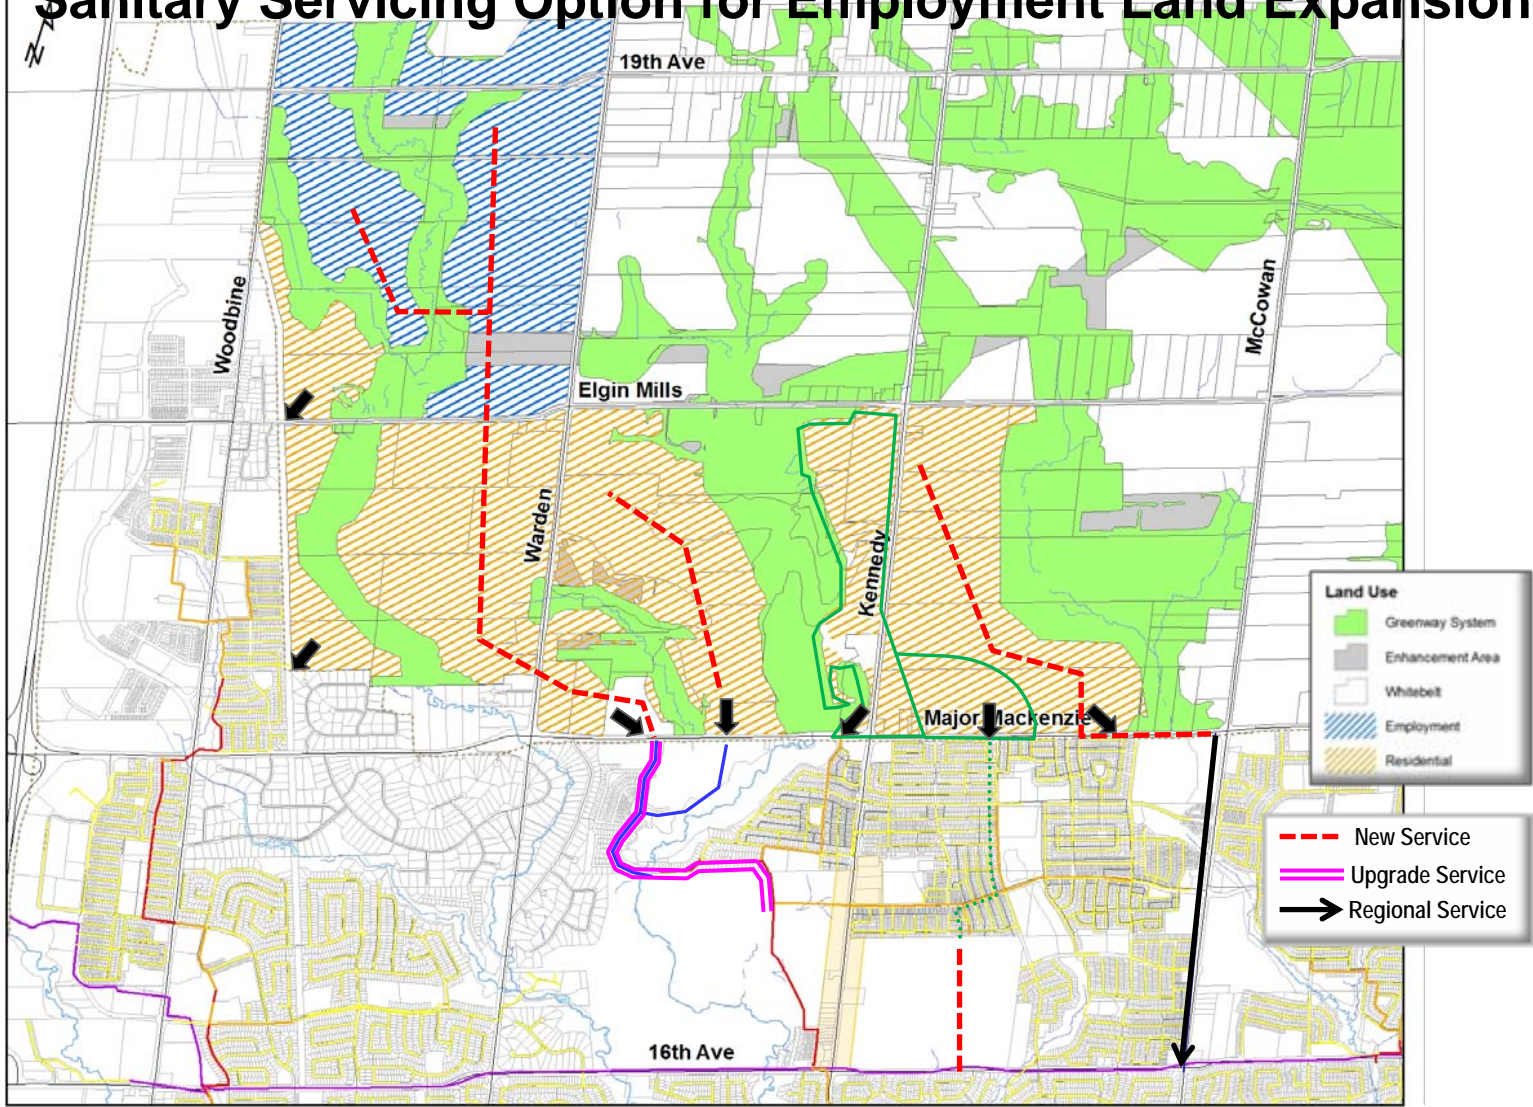 Sanitary Servicing Option for Employment Land Expansion
N
19th Ave
Woodbine
McCowan
Elgin Mills
Warden
Kennedy
Major Mackenzie
16th Ave
Land Use
Greenway System
Enhancement Area
Whitebelt
Employment
Residential
New Service
Upgrade Service
Regional Service